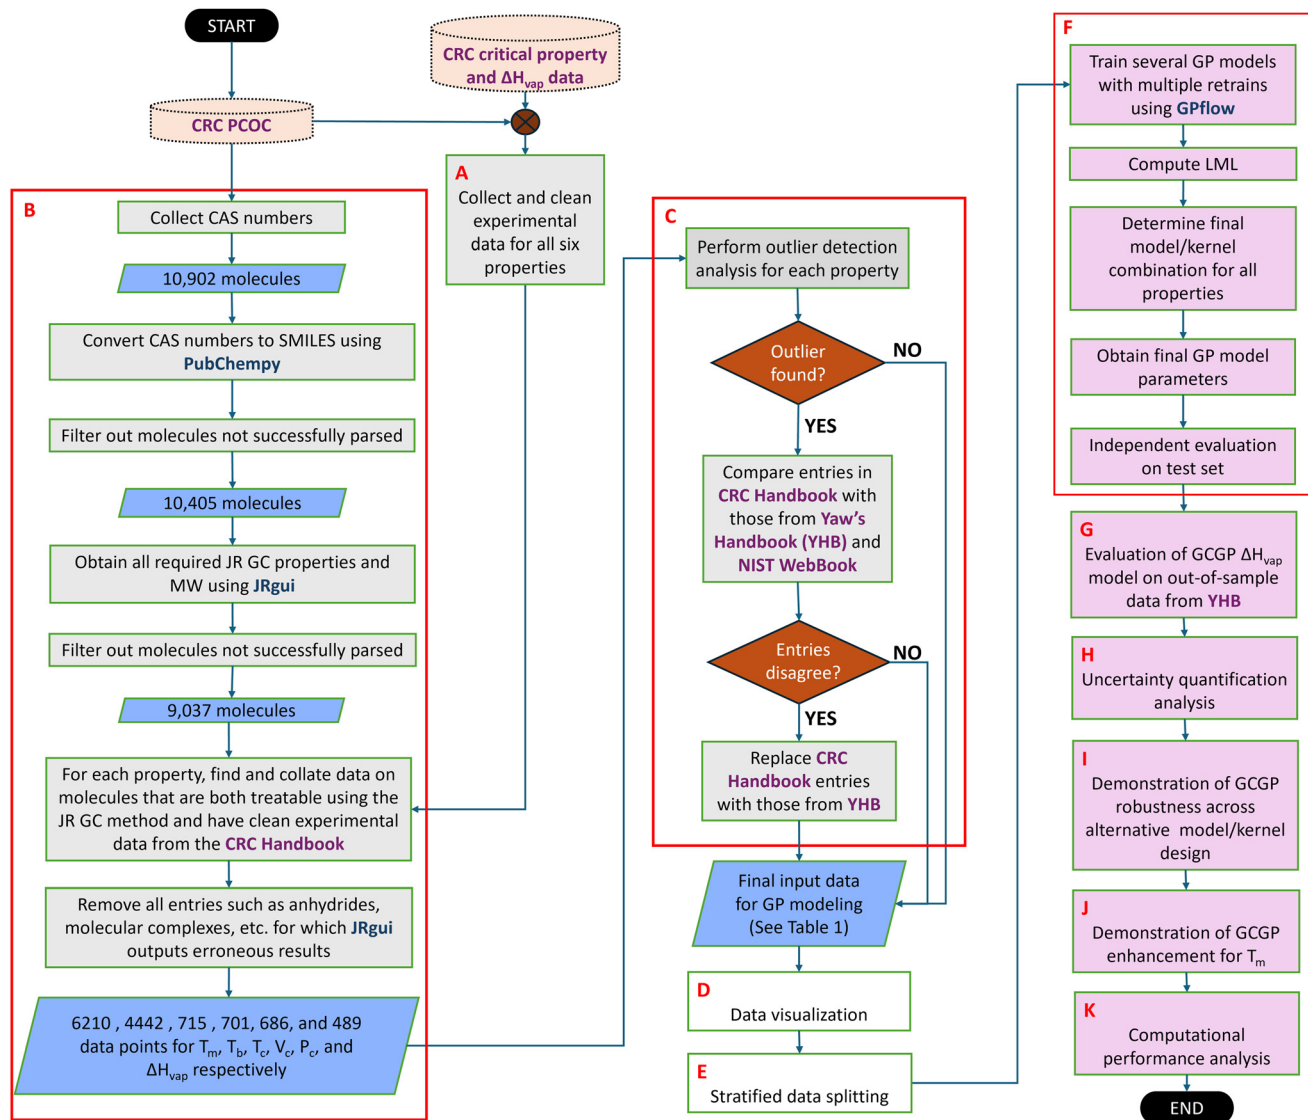 START
CRC PCOC
CRC critical property
and ΔHvap data
A
Collect and clean
experimental
data for all six
properties
B
Collect CAS numbers
10,902 molecules
Convert CAS numbers to SMILES using
PubChempy
Filter out molecules not successfully parsed
10,405 molecules
Obtain all required JR GC properties and
MW using JRgui
Filter out molecules not successfully parsed
9,037 molecules
For each property, find and collate data on
molecules that are both treatable using the
JR GC method and have clean experimental
data from the CRC Handbook
Remove all entries such as anhydrides,
molecular complexes, etc. for which JRgui
outputs erroneous results
6210 , 4442 , 715 , 701, 686, and 489
data points for Tm, Tb, Tc, Vc, Pc, and
ΔHvap respectively
C
Perform outlier detection
analysis for each property
Outlier
found?
NO
YES
Compare entries in
CRC Handbook with
those from Yaw's
Handbook (YHB) and
NIST WebBook
Entries
disagree?
NO
YES
Replace CRC
Handbook entries
with those from YHB
Final input data
for GP modeling
(See Table 1)
D
Data visualization
E
Stratified data splitting
F
Train several GP models
with multiple retrains
using GPflow
Compute LML
Determine final
model/kernel
combination for all
properties
Obtain final GP model
parameters
Independent evaluation
on test set
G
Evaluation of GCGP ΔHvap
model on out-of-sample
data from YHB
H
Uncertainty quantification
analysis
I
Demonstration of GCGP
robustness across
alternative model/kernel
design
J
Demonstration of GCGP
enhancement for Tm
K
Computational
performance analysis
END